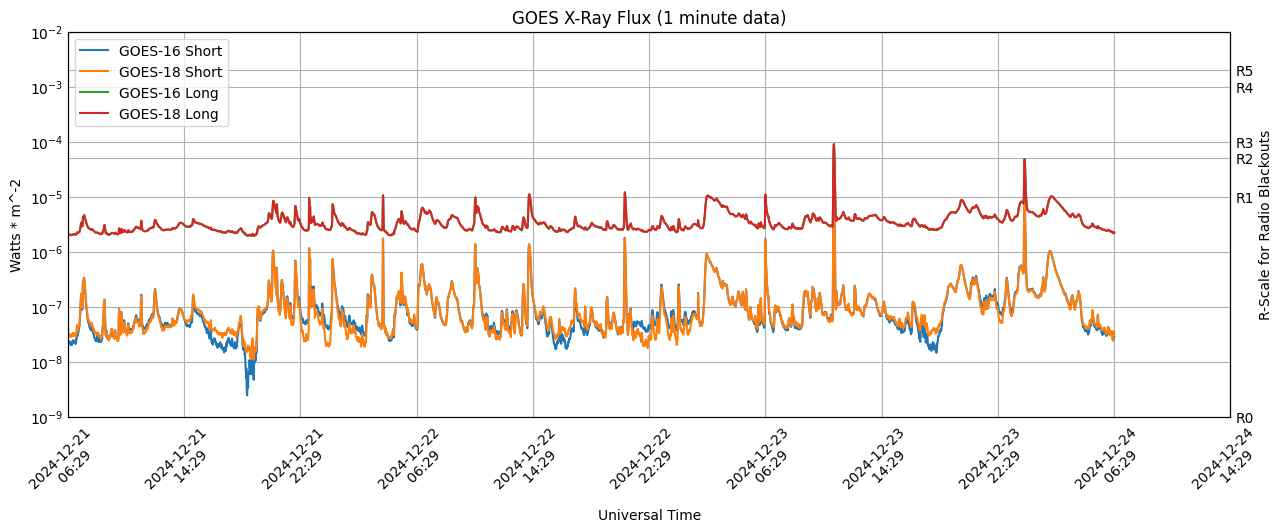 GOES X-Ray Flux (1 minute data)
GOES-16 Short
GOES-18 Short
GOES-16 Long
GOES-18 Long
10^-2
10^-3
10^-4
10^-5
10^-6
10^-7
10^-8
10^-9
Watts * m^-2
R5
R4
R3
R2
R1
R0
R-Scale for Radio Blackouts
2024-12-21
06:29
2024-12-21
14:29
2024-12-21
22:29
2024-12-22
06:29
2024-12-22
14:29
2024-12-22
22:29
2024-12-23
06:29
2024-12-23
14:29
2024-12-23
22:29
2024-12-24
06:29
2024-12-24
14:29
Universal Time